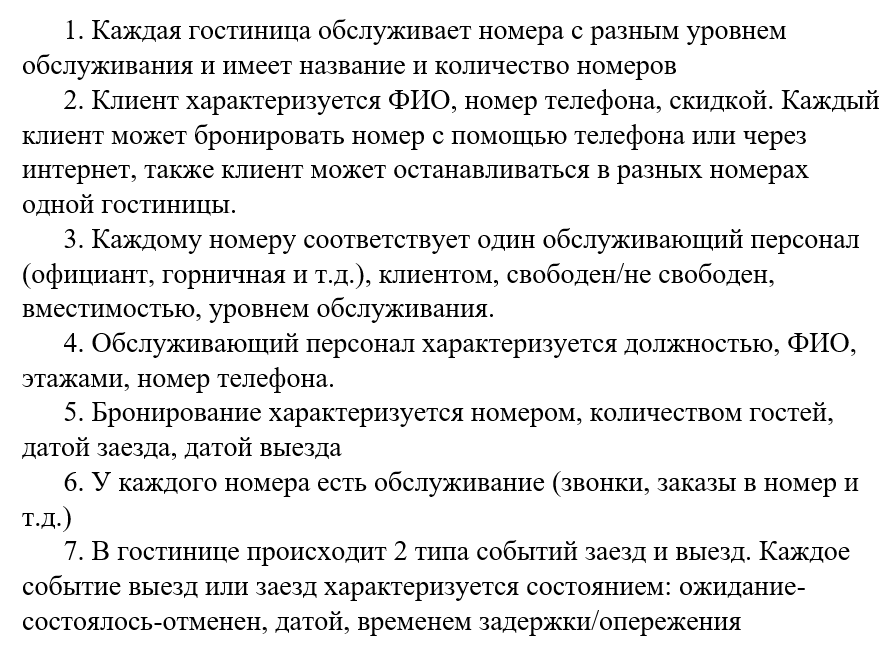 1. Каждая гостиница обслуживает номера с разным уровнем
обслуживания и имеет название и количество номеров
2. Клиент характеризуется ФИО, номер телефона, скидкой. Каждый
клиент может бронировать номер с помощью телефона или через
интернет, также клиент может останавливаться в разных номерах
одной гостиницы.
3. Каждому номеру соответствует один обслуживающий персонал
(официант, горничная и т.д.), клиентом, свободен/не свободен,
вместимостью, уровнем обслуживания.
4. Обслуживающий персонал характеризуется должностью, ФИО,
этажами, номер телефона.
5. Бронирование характеризуется номером, количеством гостей,
датой заезда, датой выезда
6. У каждого номера есть обслуживание (звонки, заказы в номер и
т.д.)
7. В гостинице происходит 2 типа событий заезд и выезд. Каждое
событие выезд или заезд характеризуется состоянием: ожидание-
состоялось-отменен, датой, временем задержки/опережения